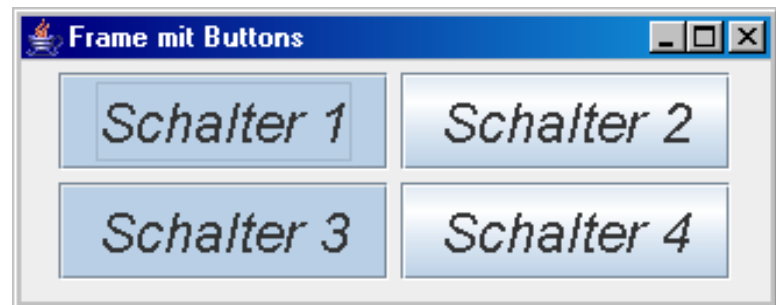 Frame mit Buttons
Schalter 1
Schalter 2
Schalter 3
Schalter 4